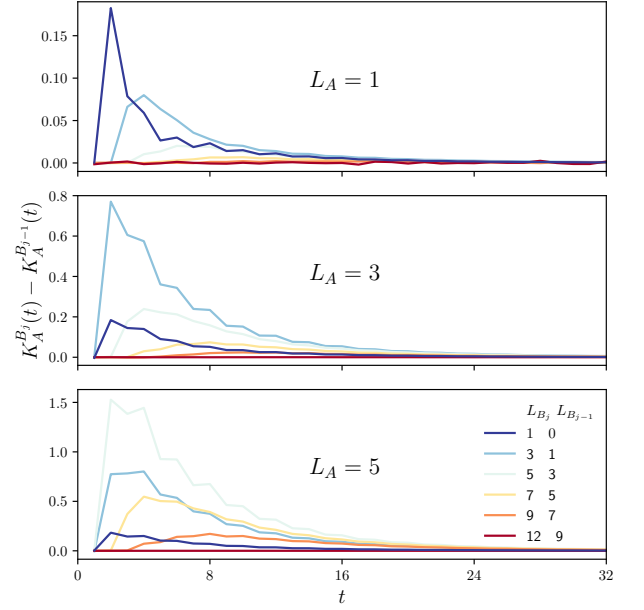 0.15
0.10
0.05
0.00
L_A = 1
K_A^{B_j}(t) − K_A^{B_{j−1}}(t)
0.8
0.6
0.4
0.2
0.0
L_A = 3
1.5
1.0
0.5
0.0
L_A = 5
L_{B_j} L_{B_{j−1}}
1 0
3 1
5 3
7 5
9 7
12 9
0 8 16 24 32
t